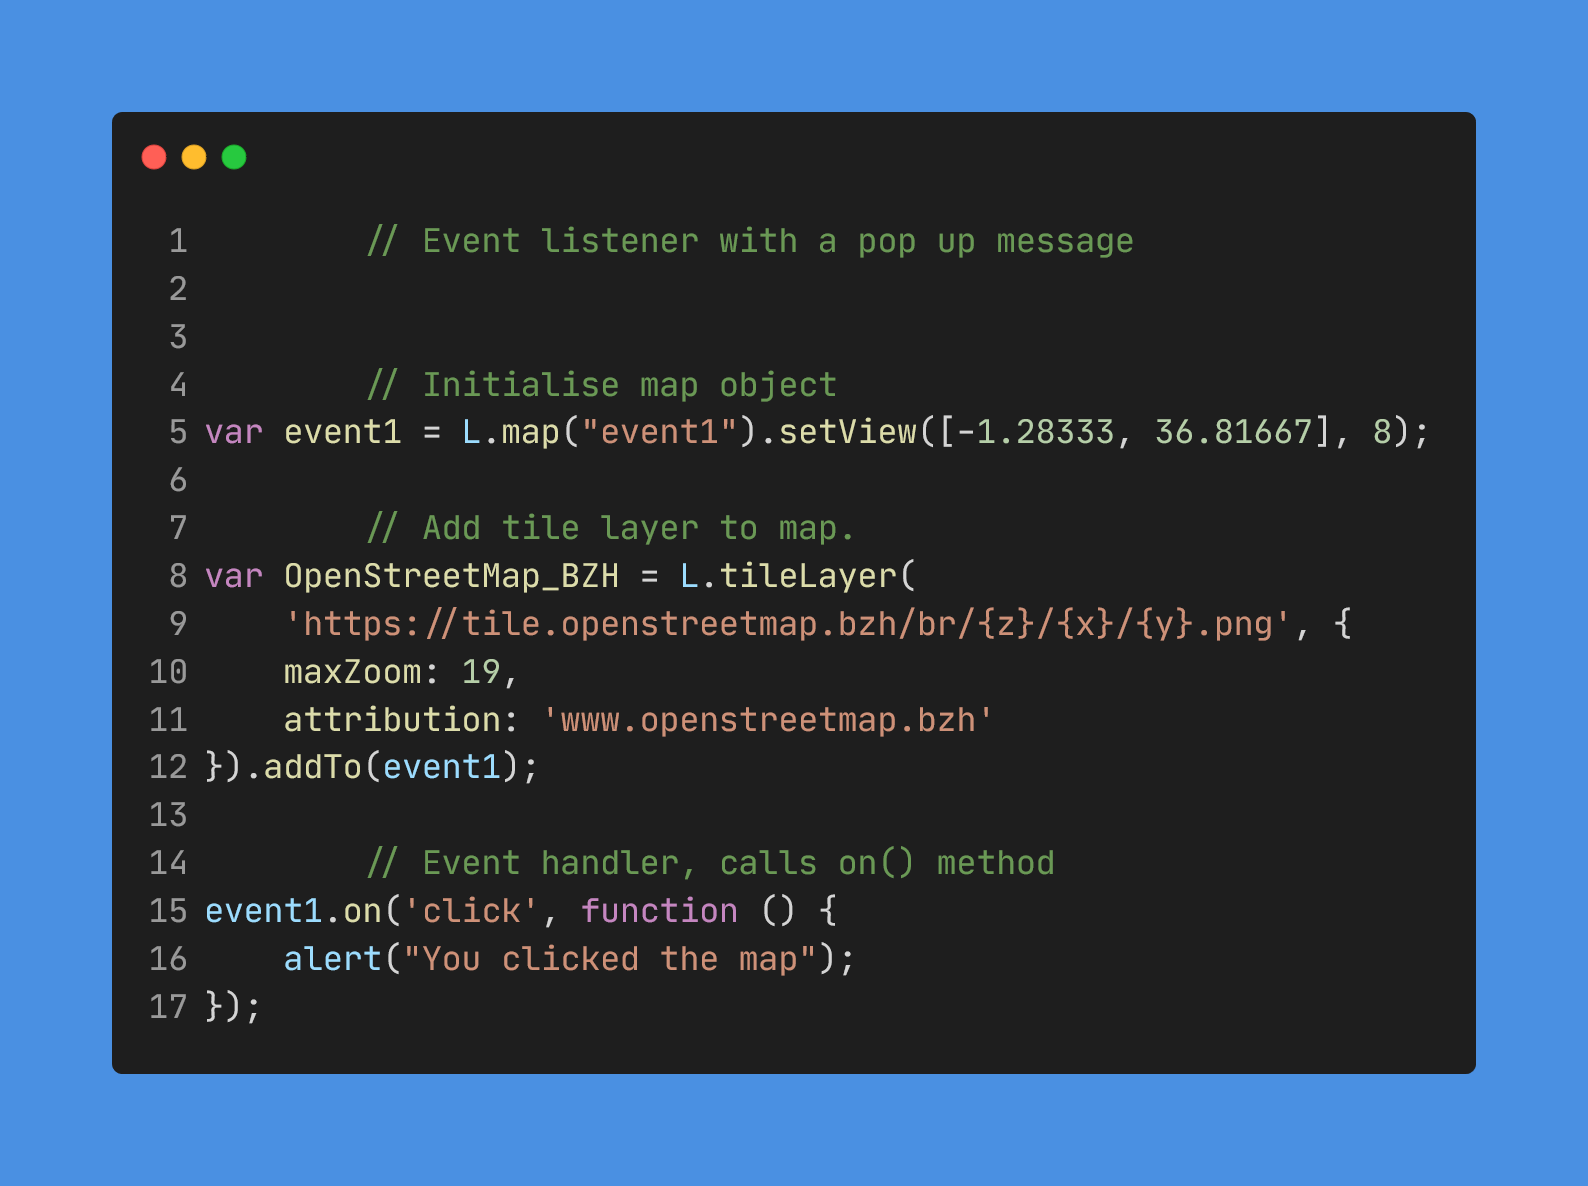 1 // Event listener with a pop up message
2
3
4 // Initialise map object
5 var event1 = L.map("event1").setView([-1.28333, 36.81667], 8);
6
7 // Add tile layer to map.
8 var OpenStreetMap_BZH = L.tileLayer(
9 'https://tile.openstreetmap.bzh/br/{z}/{x}/{y}.png', {
10 maxZoom: 19,
11 attribution: 'www.openstreetmap.bzh'
12 }).addTo(event1);
13
14 // Event handler, calls on() method
15 event1.on('click', function () {
16 alert("You clicked the map");
17 });